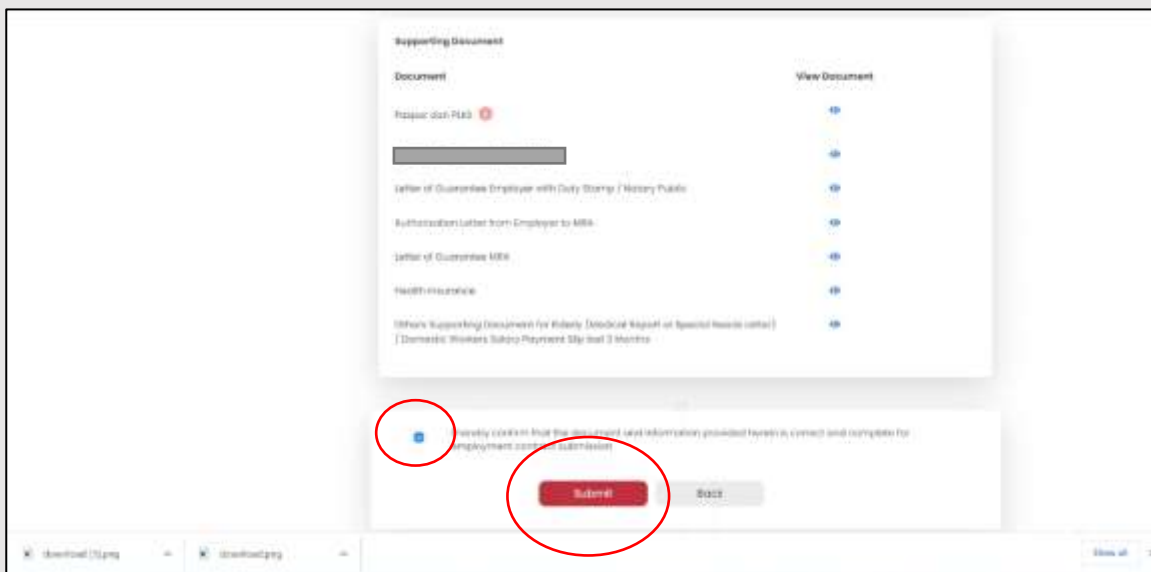 Supporting Document
Document View Document
Paspor dan PLKS
Letter of Guarantee Employer with Duty Stamp / Notary Public
Authorization Letter from Employer to MRA
Letter of Guarantee MRA
Health Insurance
Others Supporting Document for Elderly (Medical Report or Special Needs Letter)
/ Domestic Workers Salary Payment Slip last 3 Months
I hereby confirm that the document and information provided herein is correct and complete for
employment contract submission
Submit Back
download (1).png download.png Show all